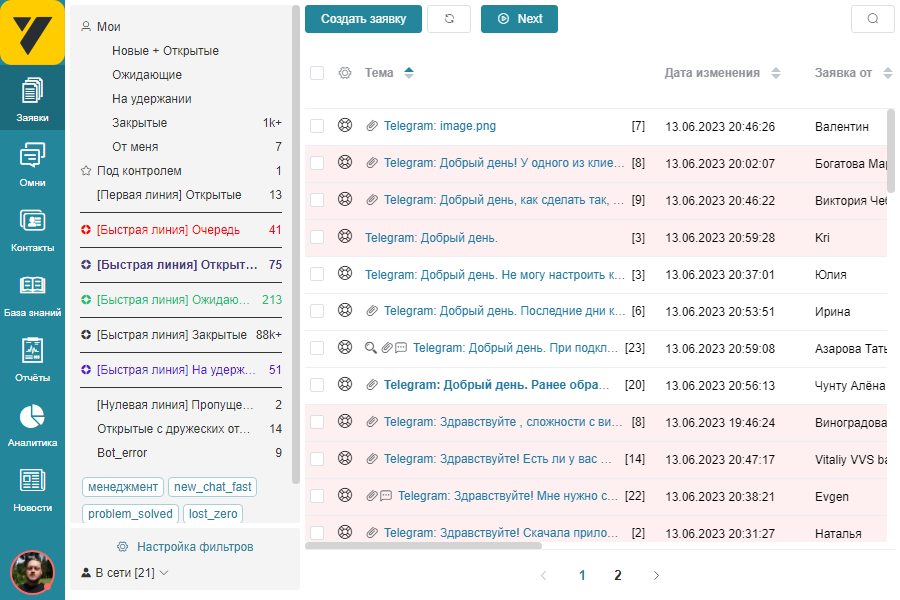 Заявки
Омни
Контакты
База знаний
Отчёты
Аналитика
Новости
Мои
Новые + Открытые
Ожидающие
На удержании
Закрытые 1k+
От меня 7
Под контролем 1
[Первая линия] Открытые 13
[Быстрая линия] Очередь 41
[Быстрая линия] Открыт... 75
[Быстрая линия] Ожидаю... 213
[Быстрая линия] Закрытые 88k+
[Быстрая линия] На удерж... 51
[Нулевая линия] Пропуще... 2
Открытые с дружеских от... 14
Bot_error 9
менеджмент new_chat_fast
problem_solved lost_zero
Настройка фильтров
В сети [21]
Создать заявку Next
Тема Дата изменения Заявка от
Telegram: image.png [7] 13.06.2023 20:46:26 Валентин
Telegram: Добрый день! У одного из клие... [8] 13.06.2023 20:02:07 Богатова Мар
Telegram: Добрый день, как сделать так, ... [9] 13.06.2023 20:46:22 Виктория Чеб
Telegram: Добрый день. [3] 13.06.2023 20:59:28 Kri
Telegram: Добрый день. Не могу настроить к... [3] 13.06.2023 20:37:01 Юлия
Telegram: Добрый день. Последние дни к... [6] 13.06.2023 20:53:51 Ирина
Telegram: Добрый день. При подкл... [23] 13.06.2023 20:59:08 Азарова Тать
Telegram: Добрый день. Ранее обра... [20] 13.06.2023 20:56:13 Чунту Алёна
Telegram: Здравствуйте , сложности с ви... [8] 13.06.2023 19:46:24 Виноградова
Telegram: Здравствуйте! Есть ли у вас ... [14] 13.06.2023 20:47:17 Vitaliy VVS ba
Telegram: Здравствуйте! Мне нужно с... [22] 13.06.2023 20:38:21 Evgen
Telegram: Здравствуйте! Скачала прило... [2] 13.06.2023 20:31:27 Наталья
1 2